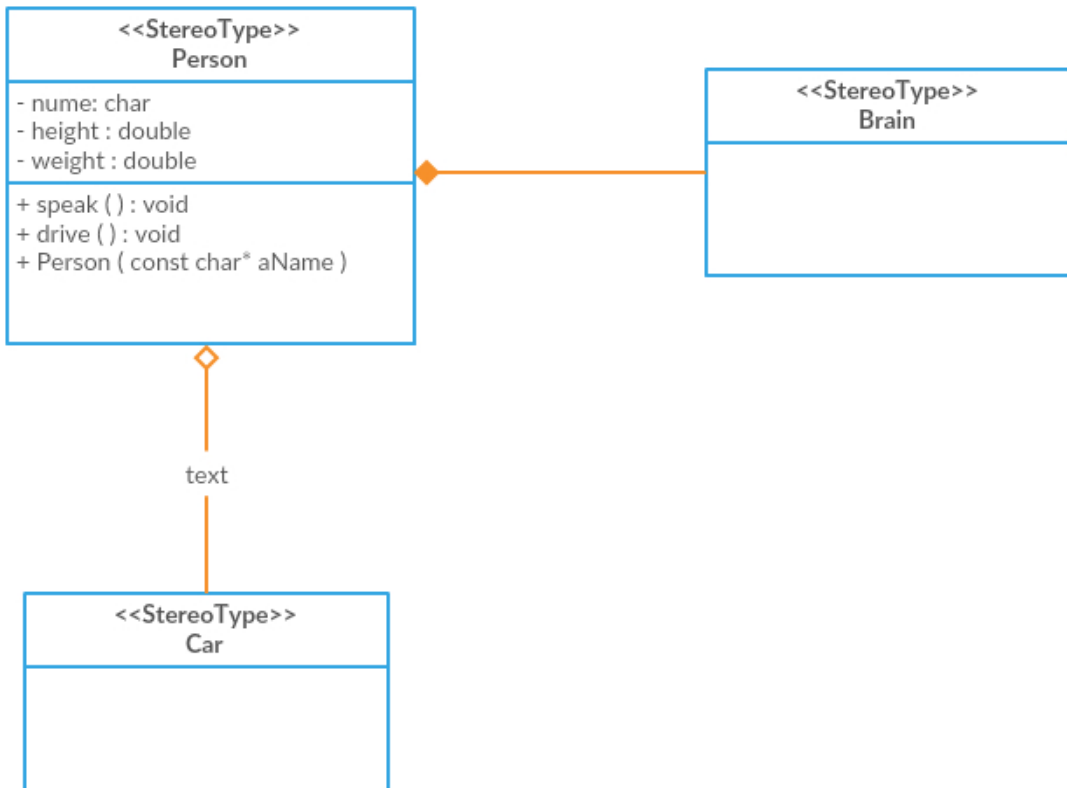 <<StereoType>>
Person
- nume: char
- height : double
- weight : double
+ speak ( ) : void
+ drive ( ) : void
+ Person ( const char* aName )
<<StereoType>>
Brain
text
<<StereoType>>
Car